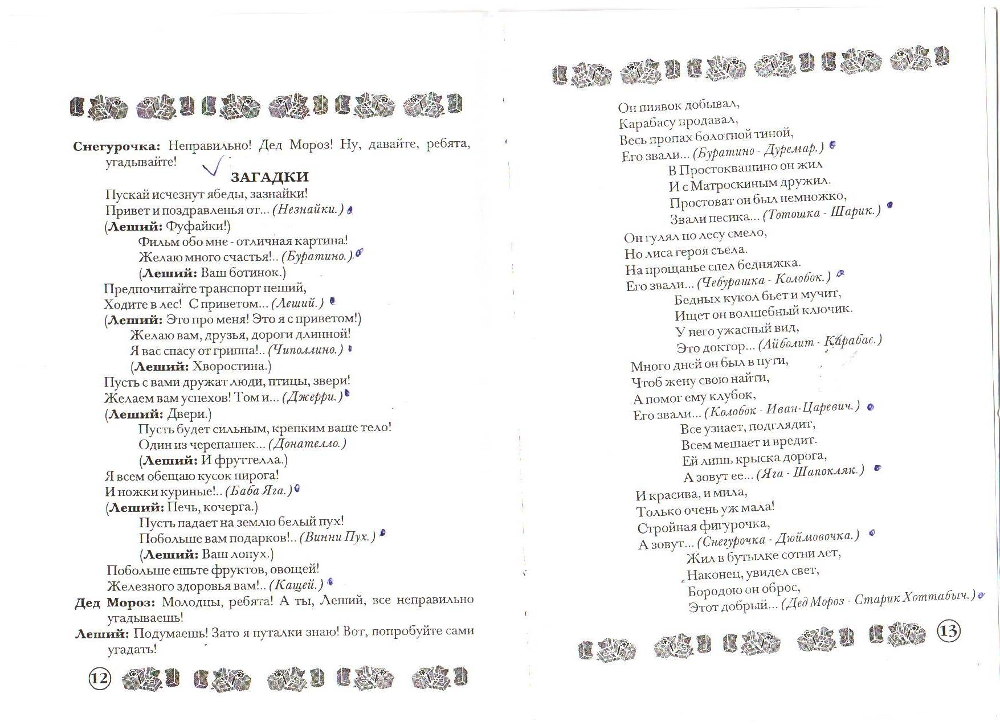 Снегурочка: Неправильно! Дед Мороз! Ну, давайте, ребята,
угадывайте!
ЗАГАДКИ
Пускай исчезнут ябеды, зазнайки!
Привет и поздравленья от... (Незнайки.)
(Леший: Фуфайки!)
Фильм обо мне - отличная картина!
Желаю много счастья!.. (Буратино.).
(Леший: Ваш ботинок.)
Предпочитайте транспорт пеший,
Ходите в лес! С приветом... (Леший.)
(Леший: Это про меня! Это я с приветом!)
Желаю вам, друзья, дороги длинной!
Я вас спасу от гриппа!.. (Чиполлино.)
(Леший: Хворостина.)
Пусть с вами дружат люди, птицы, звери!
Желаем вам успехов! Том и... (Джерри.)
(Леший: Двери.)
Пусть будет сильным, крепким ваше тело!
Один из черепашек... (Донателло.)
(Леший: И фруттелла.)
Я всем обещаю кусок пирога!
И ножки куриные!.. (Баба Яга.)
(Леший: Печь, кочерга.)
Пусть падает на землю белый пух!
Побольше вам подарков!.. (Винни Пух.)
(Леший: Ваш лопух.)
Побольше ешьте фруктов, овощей!
Железного здоровья вам!.. (Кащей.)
Дед Мороз: Молодцы, ребята! А ты, Леший, все неправильно
угадываешь!
Леший: Подумаешь! Зато я путалки знаю! Вот, попробуйте сами
угадать!
12
Он пиявок добывал,
Карабасу продавал,
Весь пропах болотной тиной,
Его звали... (Буратино - Дуремар.)
В Простоквашино он жил
И с Матроскиным дружил.
Простоват он был немножко,
Звали песика... (Тотошка - Шарик.)
Он гулял по лесу смело,
Но лиса героя съела.
На прощанье спел бедняжка.
Его звали... (Чебурашка - Колобок.)
Бедных кукол бьет и мучит,
Ищет он волшебный ключик.
У него ужасный вид,
Это доктор... (Айболит - Карабас.)
Много дней он был в пути,
Чтоб жену свою найти,
А помог ему клубок,
Его звали... (Колобок - Иван-Царевич.)
Все узнает, подглядит,
Всем мешает и вредит.
Ей лишь крыска дорога,
А зовут ее... (Яга - Шапокляк.)
И красива, и мила,
Только очень уж мала!
Стройная фигурочка,
А зовут... (Снегурочка - Дюймовочка.)
Жил в бутылке сотни лет,
Наконец, увидел свет,
Бородою он оброс,
Этот добрый... (Дед Мороз - Старик Хоттабыч.)
13